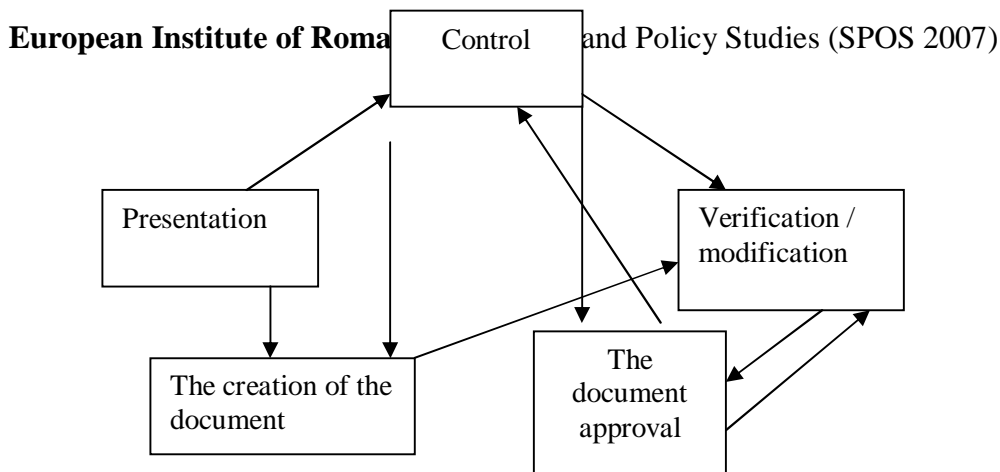 European Institute of Roma and Policy Studies (SPOS 2007)
Control
Presentation
Verification /
modification
The creation of the
document
The
document
approval